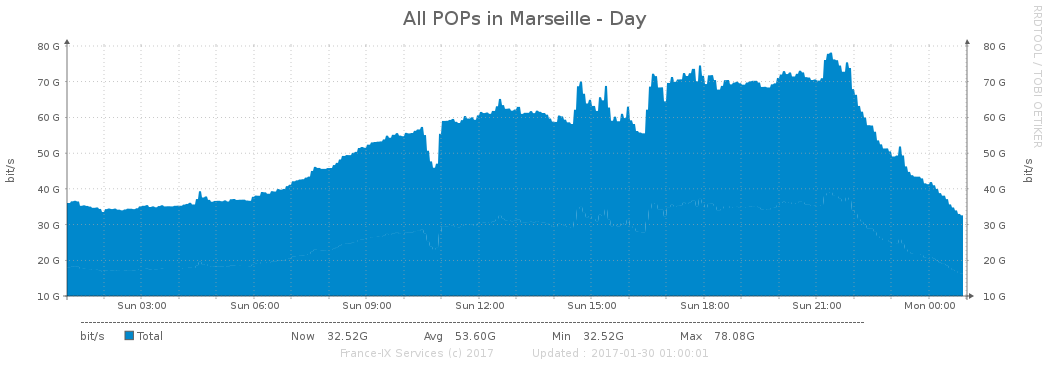 All POPs in Marseille - Day
RRDTOOL / TOBI OETIKER
80 G 80 G
70 G 70 G
60 G 60 G
50 G 50 G
40 G 40 G
30 G 30 G
20 G 20 G
10 G 10 G
bit/s bit/s
Sun 03:00 Sun 06:00 Sun 09:00 Sun 12:00 Sun 15:00 Sun 18:00 Sun 21:00 Mon 00:00
bit/s Total Now 32.52G Avg 53.60G Min 32.52G Max 78.08G
France-IX Services (c) 2017 Updated : 2017-01-30 01:00:01